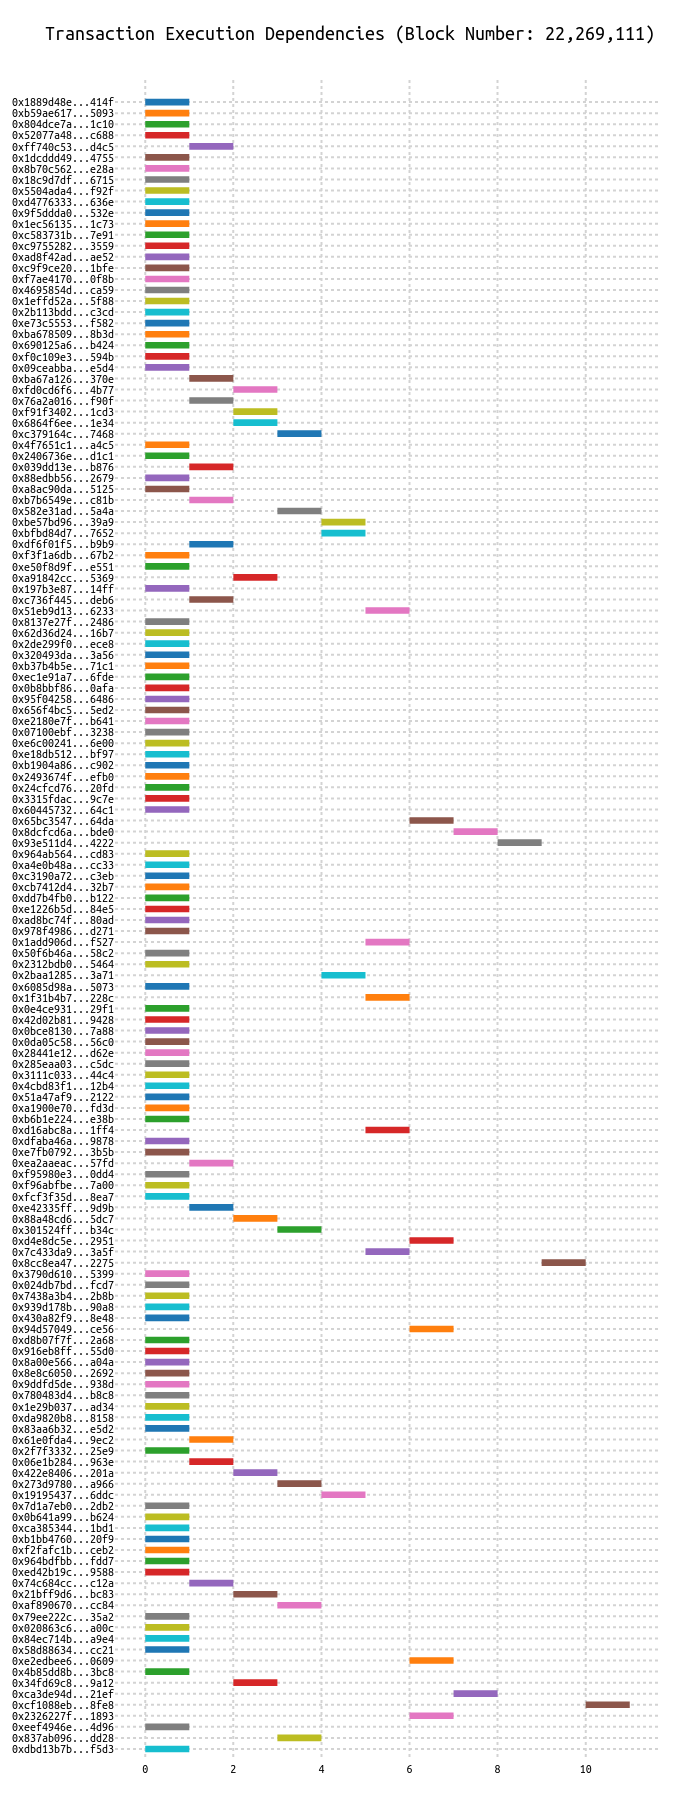 Transaction Execution Dependencies (Block Number: 22,269,111)
0x1889d48e...414f
0xb59ae617...5093
0x804dce7a...1c10
0x52077a48...c688
0xff740c53...d4c5
0x1dcddd49...4755
0x8b70c562...e28a
0x18c9d7df...6715
0x5504ada4...f92f
0xd4776333...636e
0x9f5ddda0...532e
0x1ec56135...1c73
0xc583731b...7e91
0xc9755282...3559
0xad8f42ad...ae52
0xc9f9ce20...1bfe
0xf7ae4170...0f8b
0x4695854d...ca59
0x1effd52a...5f88
0x2b113bdd...c3cd
0xe73c5553...f582
0xba678509...8b3d
0x690125a6...b424
0xf0c109e3...594b
0x09ceabba...e5d4
0xba67a126...370e
0xfd0cd6f6...4b77
0x76a2a016...f90f
0xf91f3402...1cd3
0x6864f6ee...1e34
0xc379164c...7468
0x4f7651c1...a4c5
0x2406736e...d1c1
0x039dd13e...b876
0x88edbb56...2679
0xa8ac90da...5125
0xb7b6549e...c81b
0x582e31ad...5a4a
0xbe57bd96...39a9
0xbfbd84d7...7652
0xdf6f01f5...b9b9
0xf3f1a6db...67b2
0xe50f8d9f...e551
0xa91842cc...5369
0x197b3e87...14ff
0xc736f445...deb6
0x51eb9d13...6233
0x8137e27f...2486
0x62d36d24...16b7
0x2de299f0...ece8
0x320493da...3a56
0xb37b4b5e...71c1
0xec1e91a7...6fde
0x0b8bbf86...0afa
0x95f04258...6486
0x656f4bc5...5ed2
0xe2180e7f...b641
0x07100ebf...3238
0xe6c00241...6e00
0xe18db512...bf97
0xb1904a86...c902
0x2493674f...efb0
0x24cfcd76...20fd
0x3315fdac...9c7e
0x60445732...64c1
0x65bc3547...64da
0x8dcfcd6a...bde0
0x93e511d4...4222
0x964ab564...cd83
0xa4e0b48a...cc33
0xc3190a72...c3eb
0xcb7412d4...32b7
0xdd7b4fb0...b122
0xe1226b5d...84e5
0xad8bc74f...80ad
0x978f4986...d271
0x1add906d...f527
0x50f6b46a...58c2
0x2312bdb0...5464
0x2baa1285...3a71
0x6085d98a...5073
0x1f31b4b7...228c
0x0e4ce931...29f1
0x42d02b81...9428
0x0bce8130...7a88
0x0da05c58...56c0
0x28441e12...d62e
0x285eaa03...c5dc
0x3111c033...44c4
0x4cbd83f1...12b4
0x51a47af9...2122
0xa1900e70...fd3d
0xb6b1e224...e38b
0xd16abc8a...1ff4
0xdfaba46a...9878
0xe7fb0792...3b5b
0xea2aaeac...57fd
0xf95980e3...0dd4
0xf96abfbe...7a00
0xfcf3f35d...8ea7
0xe42335ff...9d9b
0x88a48cd6...5dc7
0x301524ff...b34c
0xd4e8dc5e...2951
0x7c433da9...3a5f
0x8cc8ea47...2275
0x3790d610...5399
0x024db7bd...fcd7
0x7438a3b4...2b8b
0x939d178b...90a8
0x430a82f9...8e48
0x94d57049...ce56
0xd8b07f7f...2a68
0x916eb8ff...55d0
0x8a00e566...a04a
0x8e8c6050...2692
0x9ddfd5de...938d
0x780483d4...b8c8
0x1e29b037...ad34
0xda9820b8...8158
0x83aa6b32...e5d2
0x61e0fda4...9ec2
0x2f7f3332...25e9
0x06e1b284...963e
0x422e8406...201a
0x273d9780...a966
0x19195437...6ddc
0x7d1a7eb0...2db2
0x0b641a99...b624
0xca385344...1bd1
0xb1bb4760...20f9
0xf2fafc1b...ceb2
0x964bdfbb...fdd7
0xed42b19c...9588
0x74c684cc...c12a
0x21bff9d6...bc83
0xaf890670...cc84
0x79ee222c...35a2
0x020863c6...a00c
0x84ec714b...a9e4
0x58d88634...cc21
0xe2edbee6...0609
0x4b85dd8b...3bc8
0x34fd69c8...9a12
0xca3de94d...21ef
0xcf1088eb...8fe8
0x2326227f...1893
0xeef4946e...4d96
0x837ab096...dd28
0xdbd13b7b...f5d3
0 2 4 6 8 10